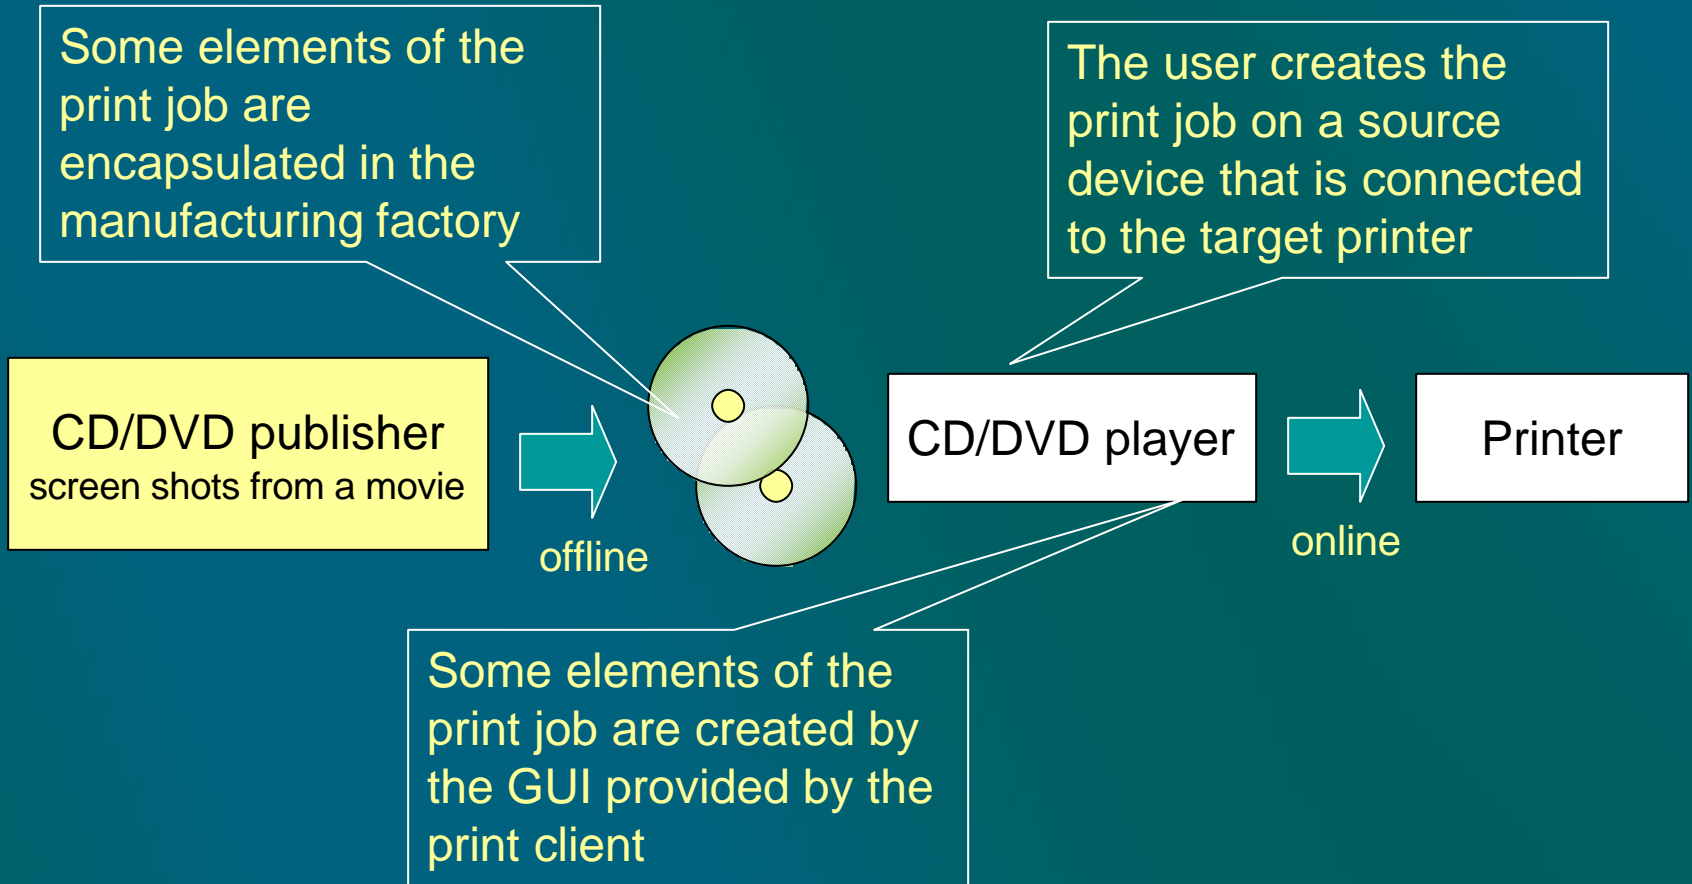 Some elements of the
print job are
encapsulated in the
manufacturing factory
The user creates the
print job on a source
device that is connected
to the target printer
CD/DVD publisher
screen shots from a movie
offline
CD/DVD player
online
Printer
Some elements of the
print job are created by
the GUI provided by the
print client